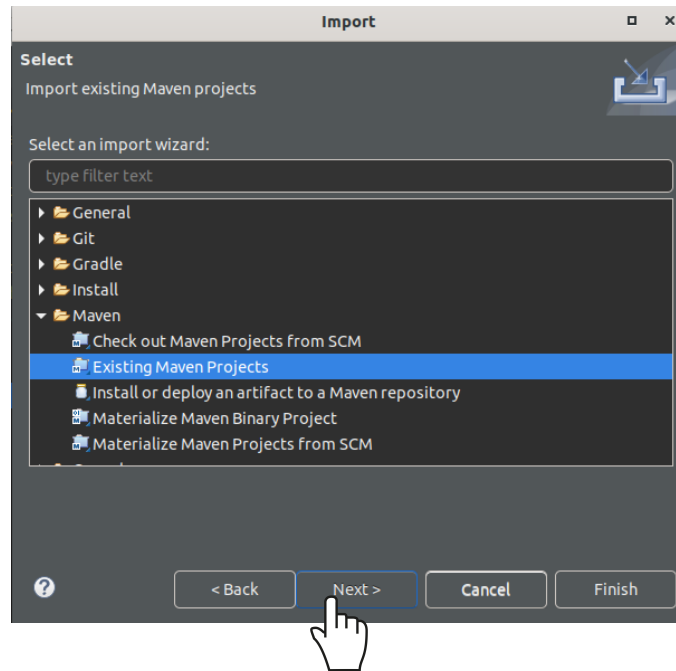 Import
Select
Import existing Maven projects
Select an import wizard:
type filter text
General
Git
Gradle
Install
Maven
Check out Maven Projects from SCM
Existing Maven Projects
Install or deploy an artifact to a Maven repository
Materialize Maven Binary Project
Materialize Maven Projects from SCM
< Back Next > Cancel Finish